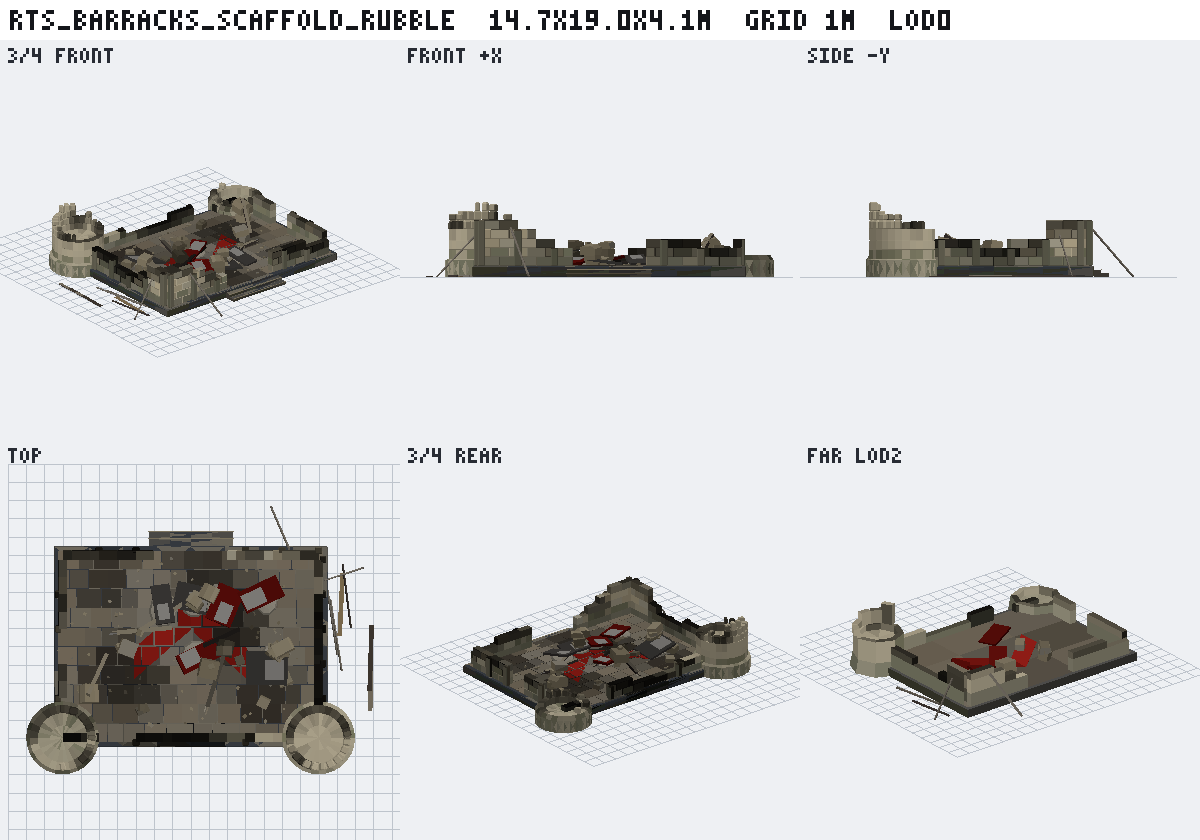 RTS_BARRACKS_SCAFFOLD_RUBBLE 14.7X19.0X4.1M GRID 1M LOD0
3/4 FRONT
FRONT +X
SIDE -Y
TOP
3/4 REAR
FAR LOD2